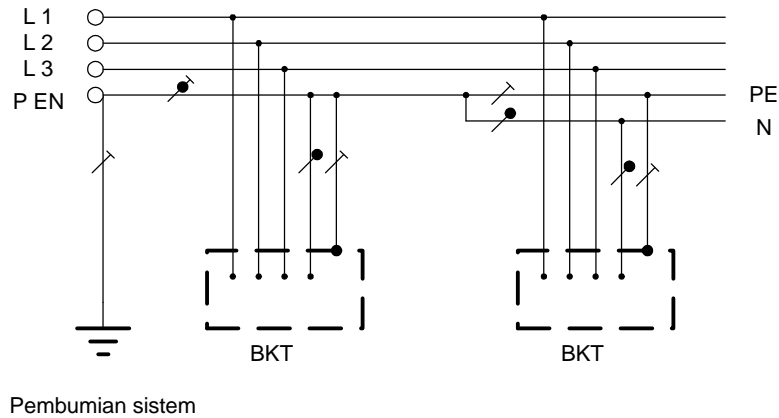 L 1
L 2
L 3
P EN
PE
N
BKT
BKT
Pembumian sistem